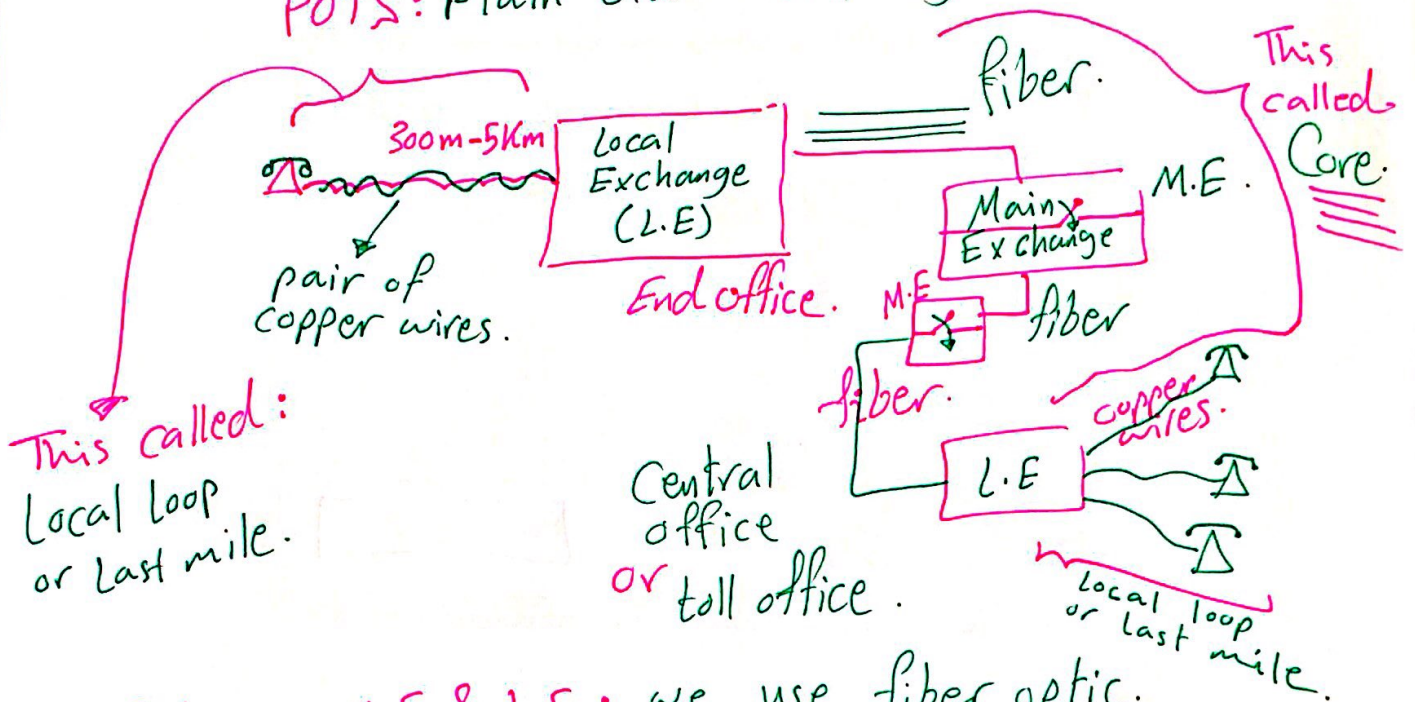 POTS: Plain
fiber.
This
called
Core.
300m-5Km
Local
Exchange
(L.E)
End office.
M.E.
Main
Exchange
pair of
copper wires.
M.E
fiber
fiber.
copper
wires.
This called:
Local Loop
or Last mile.
L.E
Central
office
or toll office.
Local loop
or Last mile.
we use fiber optic.